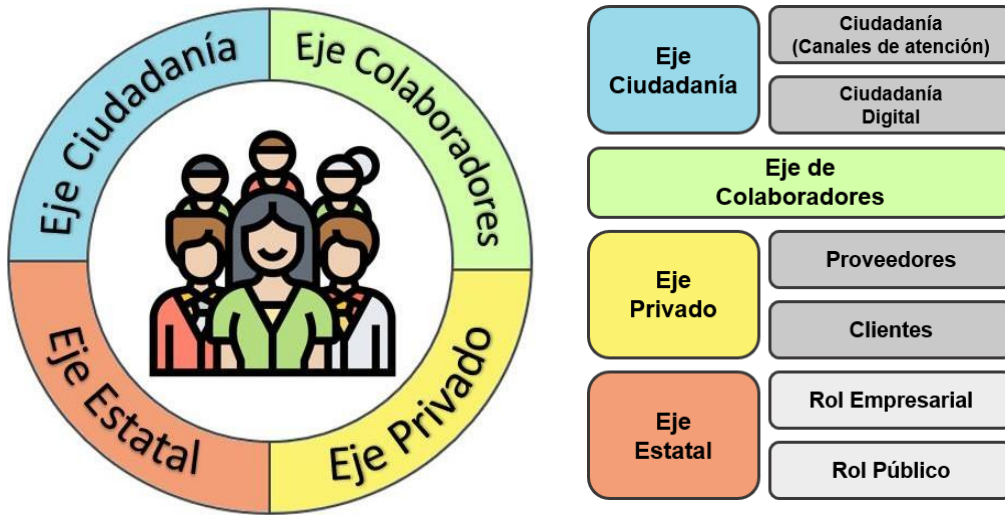 Eje Ciudadanía
Eje Colaboradores
Eje Estatal
Eje Privado
Eje
Ciudadanía
Ciudadanía
(Canales de atención)
Ciudadanía
Digital
Eje de
Colaboradores
Eje
Privado
Proveedores
Clientes
Eje
Estatal
Rol Empresarial
Rol Público